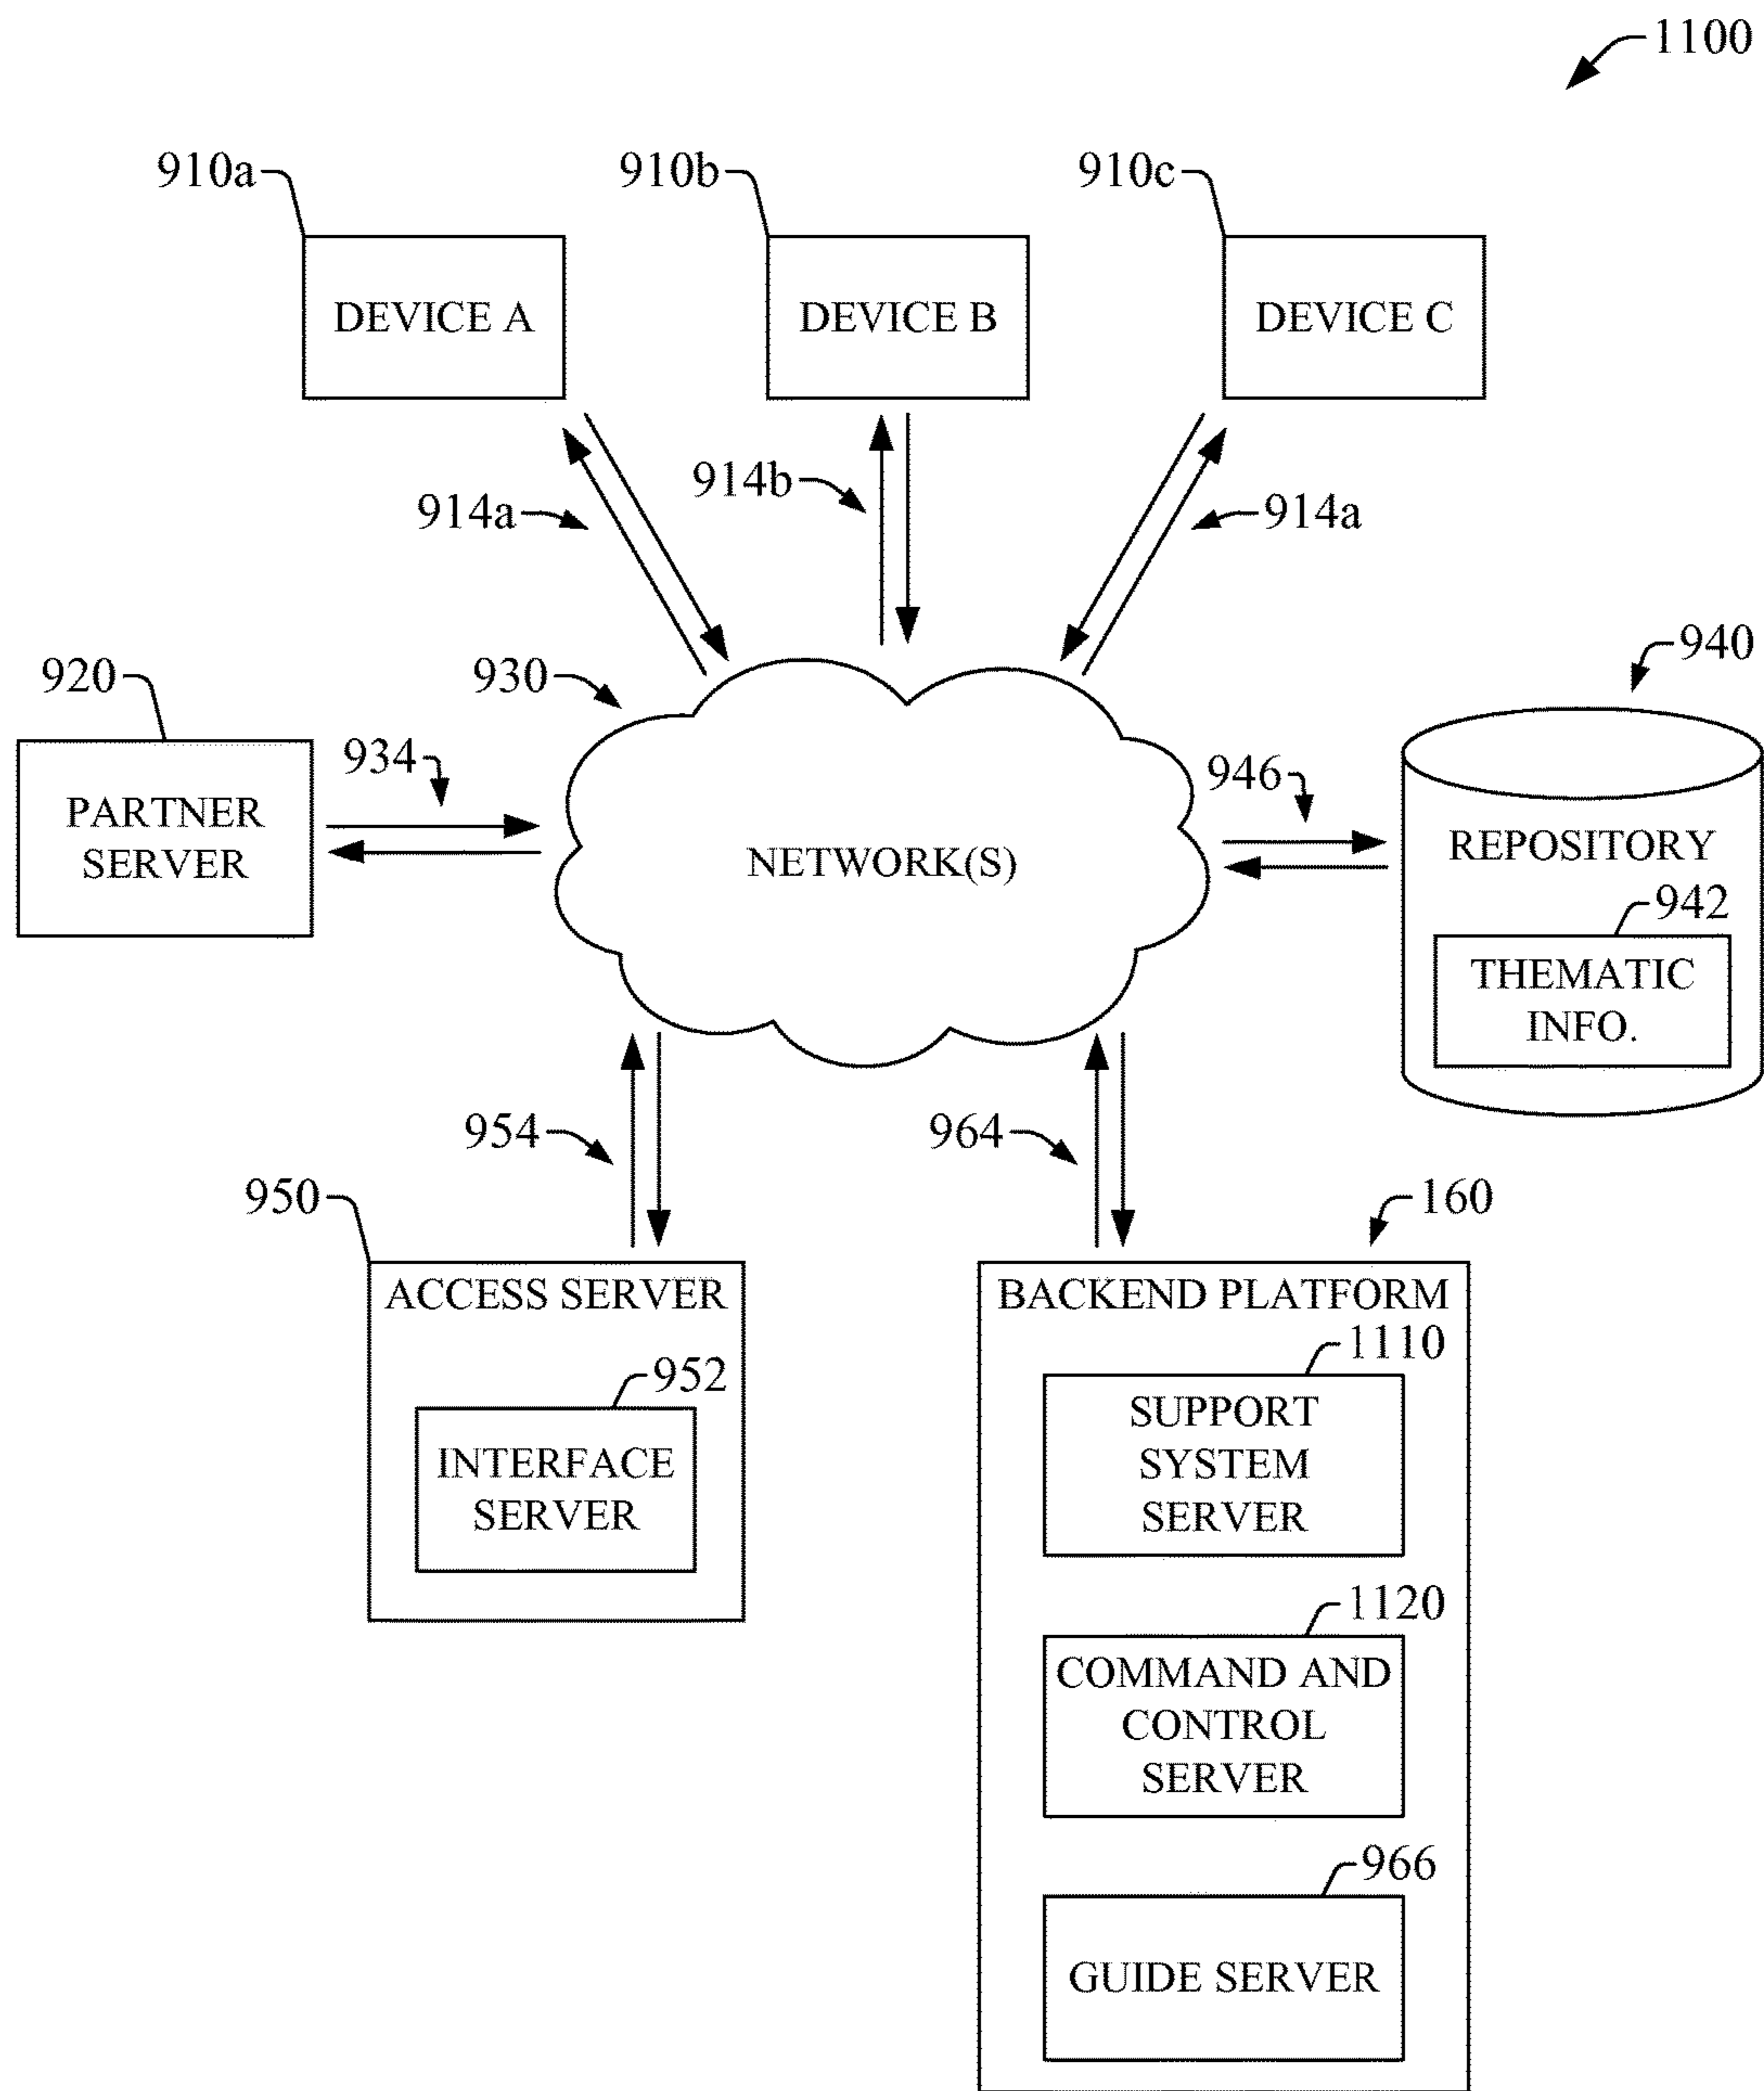 1100
910a
910b
910c
DEVICE A
DEVICE B
DEVICE C
914a
914b
914a
920
930
940
934
946
PARTNER
SERVER
NETWORK(S)
REPOSITORY
942
THEMATIC
INFO.
954
964
950
160
ACCESS SERVER
952
INTERFACE
SERVER
BACKEND PLATFORM
1110
SUPPORT
SYSTEM
SERVER
1120
COMMAND AND
CONTROL
SERVER
966
GUIDE SERVER